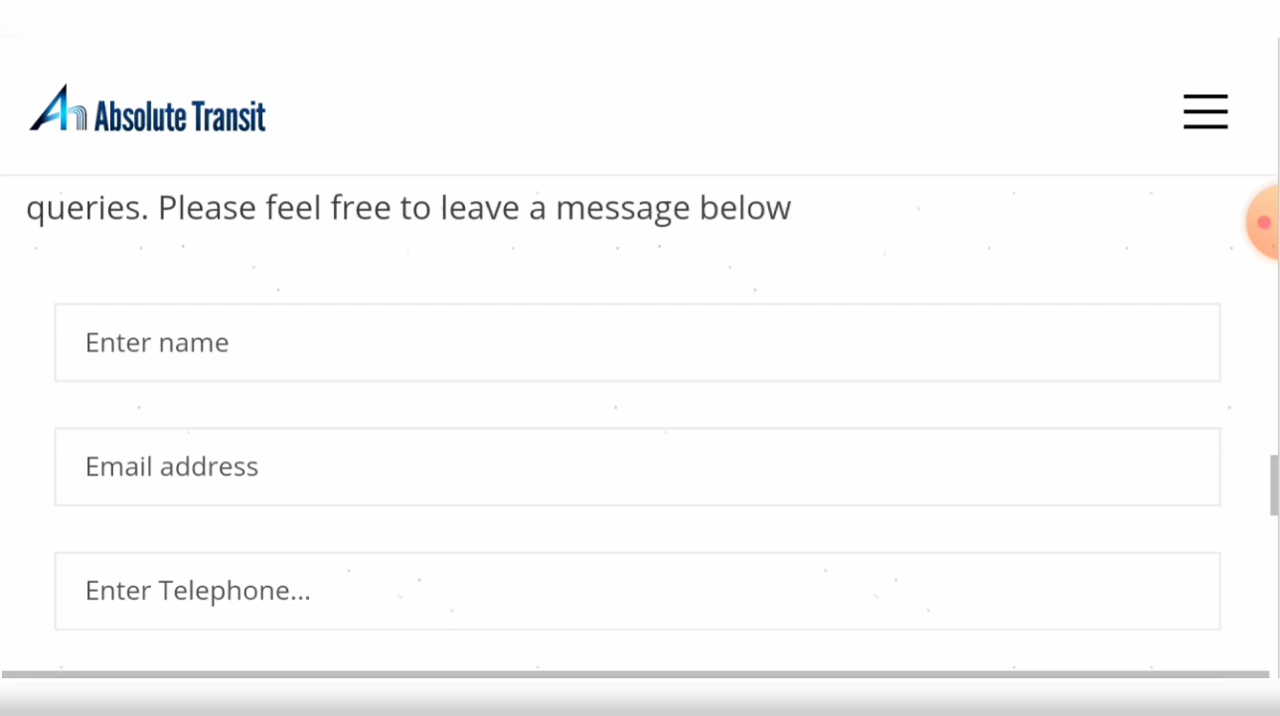 Absolute Transit
queries. Please feel free to leave a message below
Enter name
Email address
Enter Telephone...